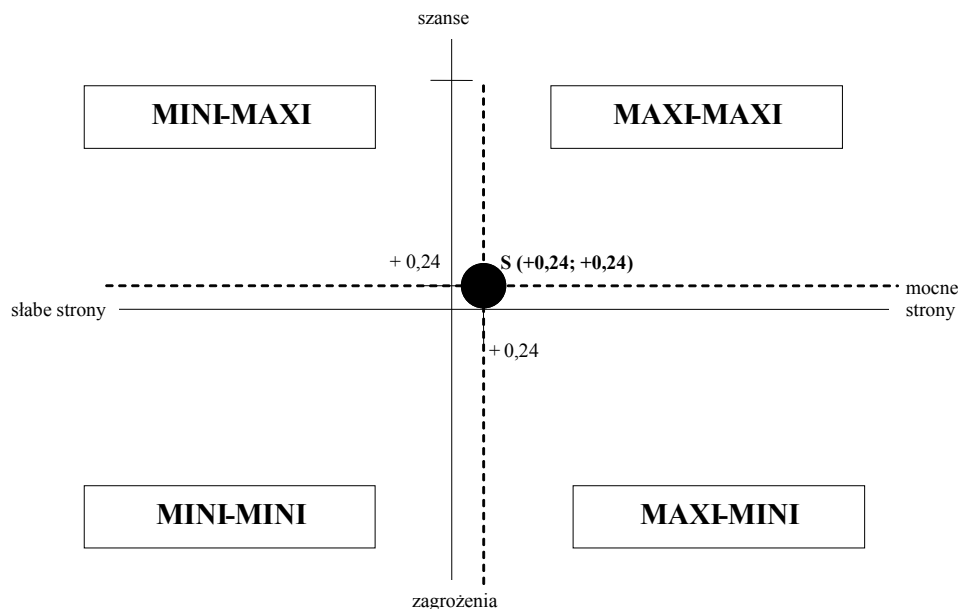 szanse
MINI-MAXI
MAXI-MAXI
+ 0,24
S (+0,24; +0,24)
mocne
strony
słabe strony
+ 0,24
MINI-MINI
MAXI-MINI
zagrożenia